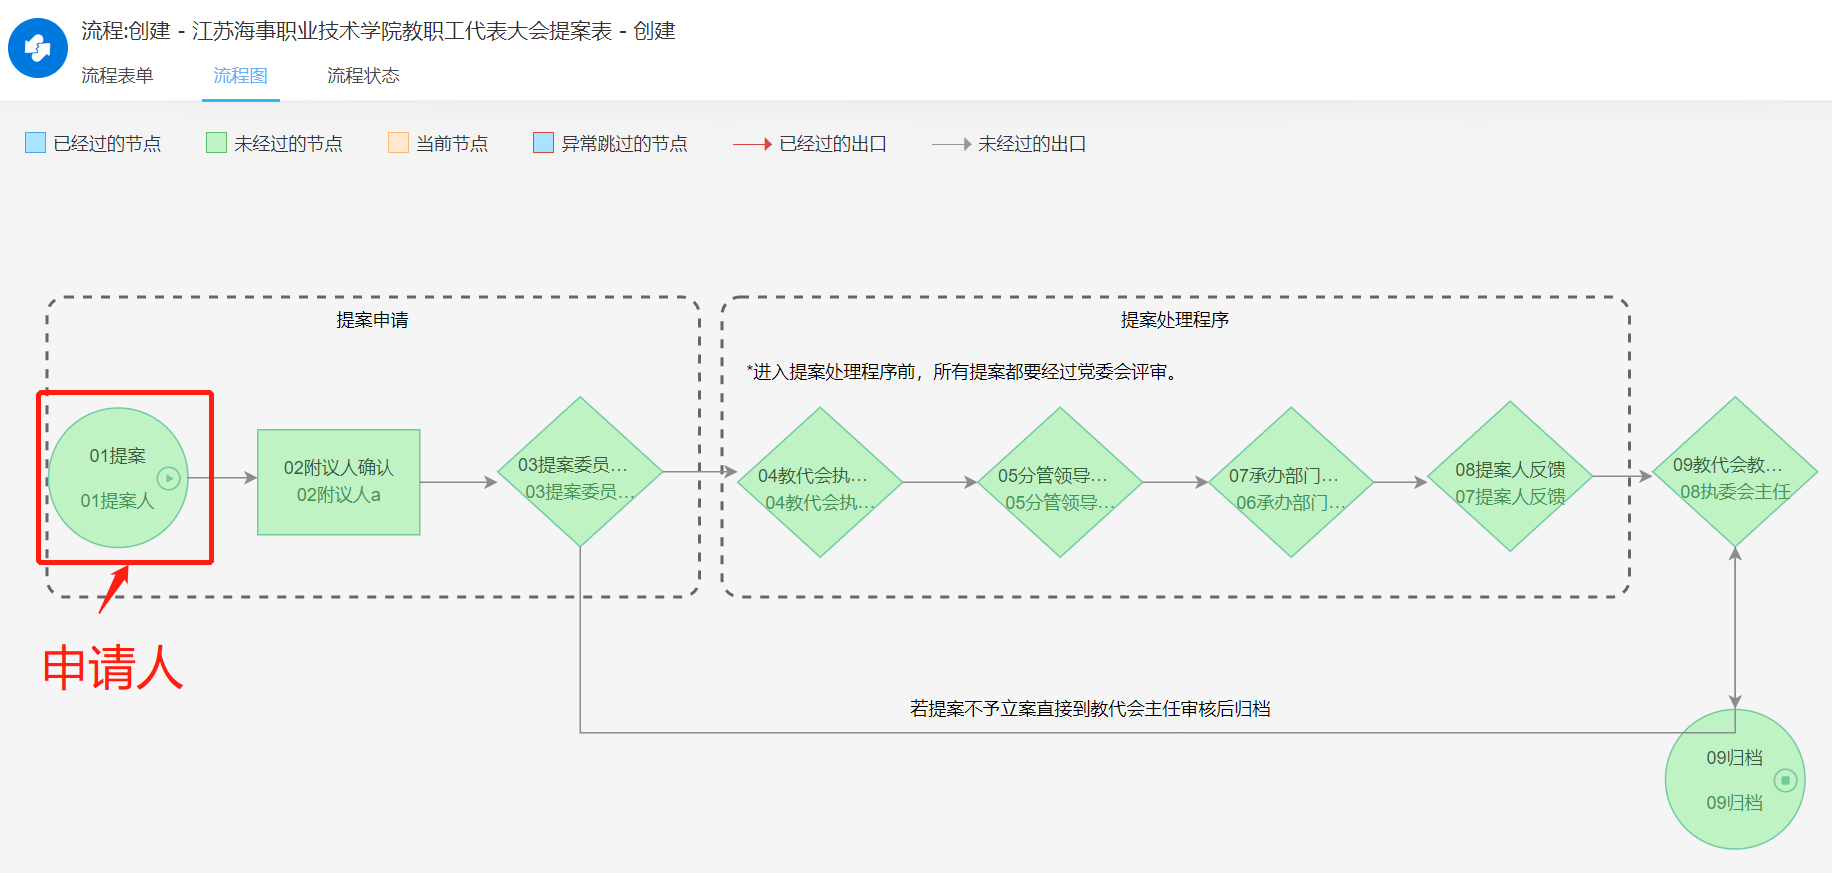 流程:创建 - 江苏海事职业技术学院教职工代表大会提案表 - 创建
流程表单
流程图
流程状态
已经过的节点
未经过的节点
当前节点
异常跳过的节点
已经过的出口
未经过的出口
提案申请
提案处理程序
*进入提案处理程序前，所有提案都要经过党委会评审。
01提案
01提案人
02附议人确认
02附议人a
03提案委员...
03提案委员...
04教代会执...
04教代会执...
05分管领导...
05分管领导...
07承办部门...
06承办部门...
08提案人反馈
07提案人反馈
09教代会教...
08执委会主任
申请人
若提案不予立案直接到教代会主任审核后归档
09归档
09归档